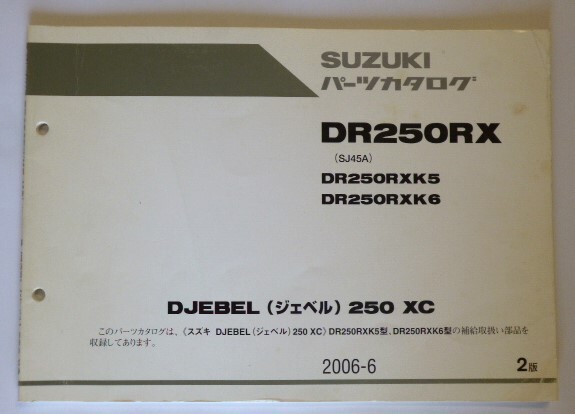 SUZUKI
パーツカタログ
DR250RX
(SJ45A)
DR250RXK5
DR250RXK6
DJEBEL (ジェベル) 250 XC
このパーツカタログは、《スズキ DJEBEL (ジェベル) 250 XC》 DR250RXK5型、DR250RXK6型の補給取扱い部品を
収録してあります。
2006-6
2版